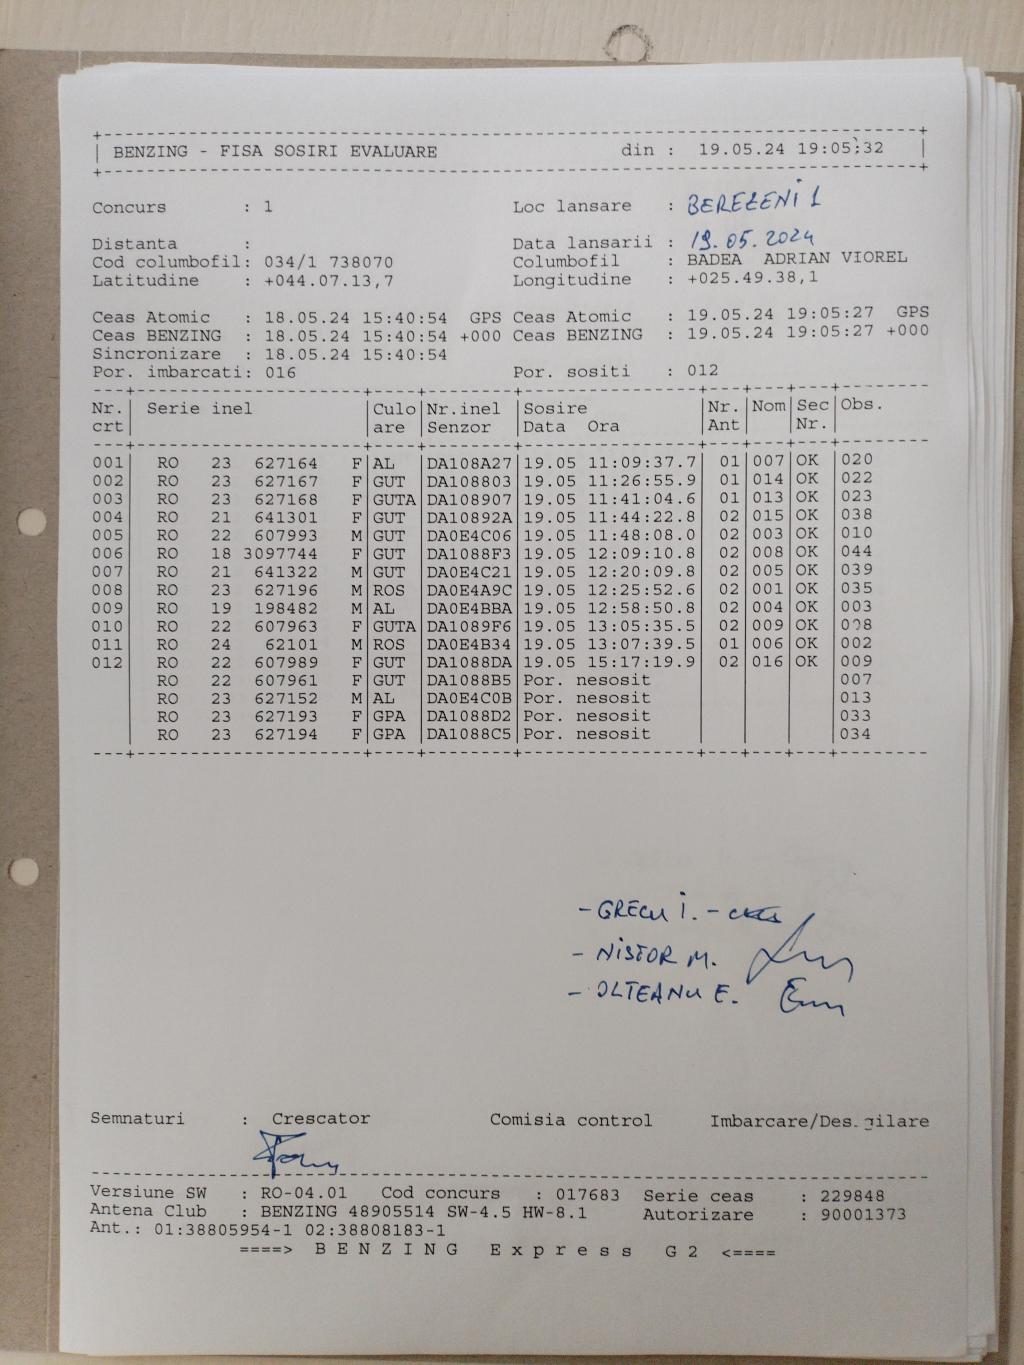 BENZING - FISA SOSIRI EVALUARE din : 19.05.24 19:05:32
Concurs : 1 Loc lansare : BEREZENI 1
Distanta : Data lansarii : 19.05.2024
Cod columbofil: 034/1 738070 Columbofil : BADEA ADRIAN VIOREL
Latitudine : +044.07.13,7 Longitudine : +025.49.38,1
Ceas Atomic : 18.05.24 15:40:54 GPS Ceas Atomic : 19.05.24 19:05:27 GPS
Ceas BENZING : 18.05.24 15:40:54 +000 Ceas BENZING : 19.05.24 19:05:27 +000
Sincronizare : 18.05.24 15:40:54
Por. imbarcati: 016 Por. sositi : 012
Nr. Serie inel Culo Nr.inel Sosire Nr. Nom Sec Obs.
crt are Senzor Data Ora Ant Nr.
001 RO 23 627164 F AL DA108A27 19.05 11:09:37.7 01 007 OK 020
002 RO 23 627167 F GUT DA108803 19.05 11:26:55.9 01 014 OK 022
003 RO 23 627168 F GUTA DA108907 19.05 11:41:04.6 01 013 OK 023
004 RO 21 641301 F GUT DA10892A 19.05 11:44:22.8 02 015 OK 038
005 RO 22 607993 M GUT DA0E4C06 19.05 11:48:08.0 02 003 OK 010
006 RO 18 3097744 F GUT DA1088F3 19.05 12:09:10.8 02 008 OK 044
007 RO 21 641322 M GUT DA0E4C21 19.05 12:20:09.8 02 005 OK 039
008 RO 23 627196 M ROS DA0E4A9C 19.05 12:25:52.6 02 001 OK 035
009 RO 19 198482 M AL DA0E4BBA 19.05 12:58:50.8 02 004 OK 003
010 RO 22 607963 F GUTA DA1089F6 19.05 13:05:35.5 02 009 OK 008
011 RO 24 62101 M ROS DA0E4B34 19.05 13:07:39.5 01 006 OK 002
012 RO 22 607989 F GUT DA1088DA 19.05 15:17:19.9 02 016 OK 009
RO 22 607961 F GUT DA1088B5 Por. nesosit 007
RO 23 627152 M AL DA0E4C0B Por. nesosit 013
RO 23 627193 F GPA DA1088D2 Por. nesosit 033
RO 23 627194 F GPA DA1088C5 Por. nesosit 034
- GRECU I. -
- NISTOR M.
- OLTEANU E.
Semnaturi : Crescator Comisia control Imbarcare/Desigilare
Versiune SW : RO-04.01 Cod concurs : 017683 Serie ceas : 229848
Antena Club : BENZING 48905514 SW-4.5 HW-8.1 Autorizare : 90001373
Ant.: 01:38805954-1 02:38808183-1
====> BENZING Express G2 <====